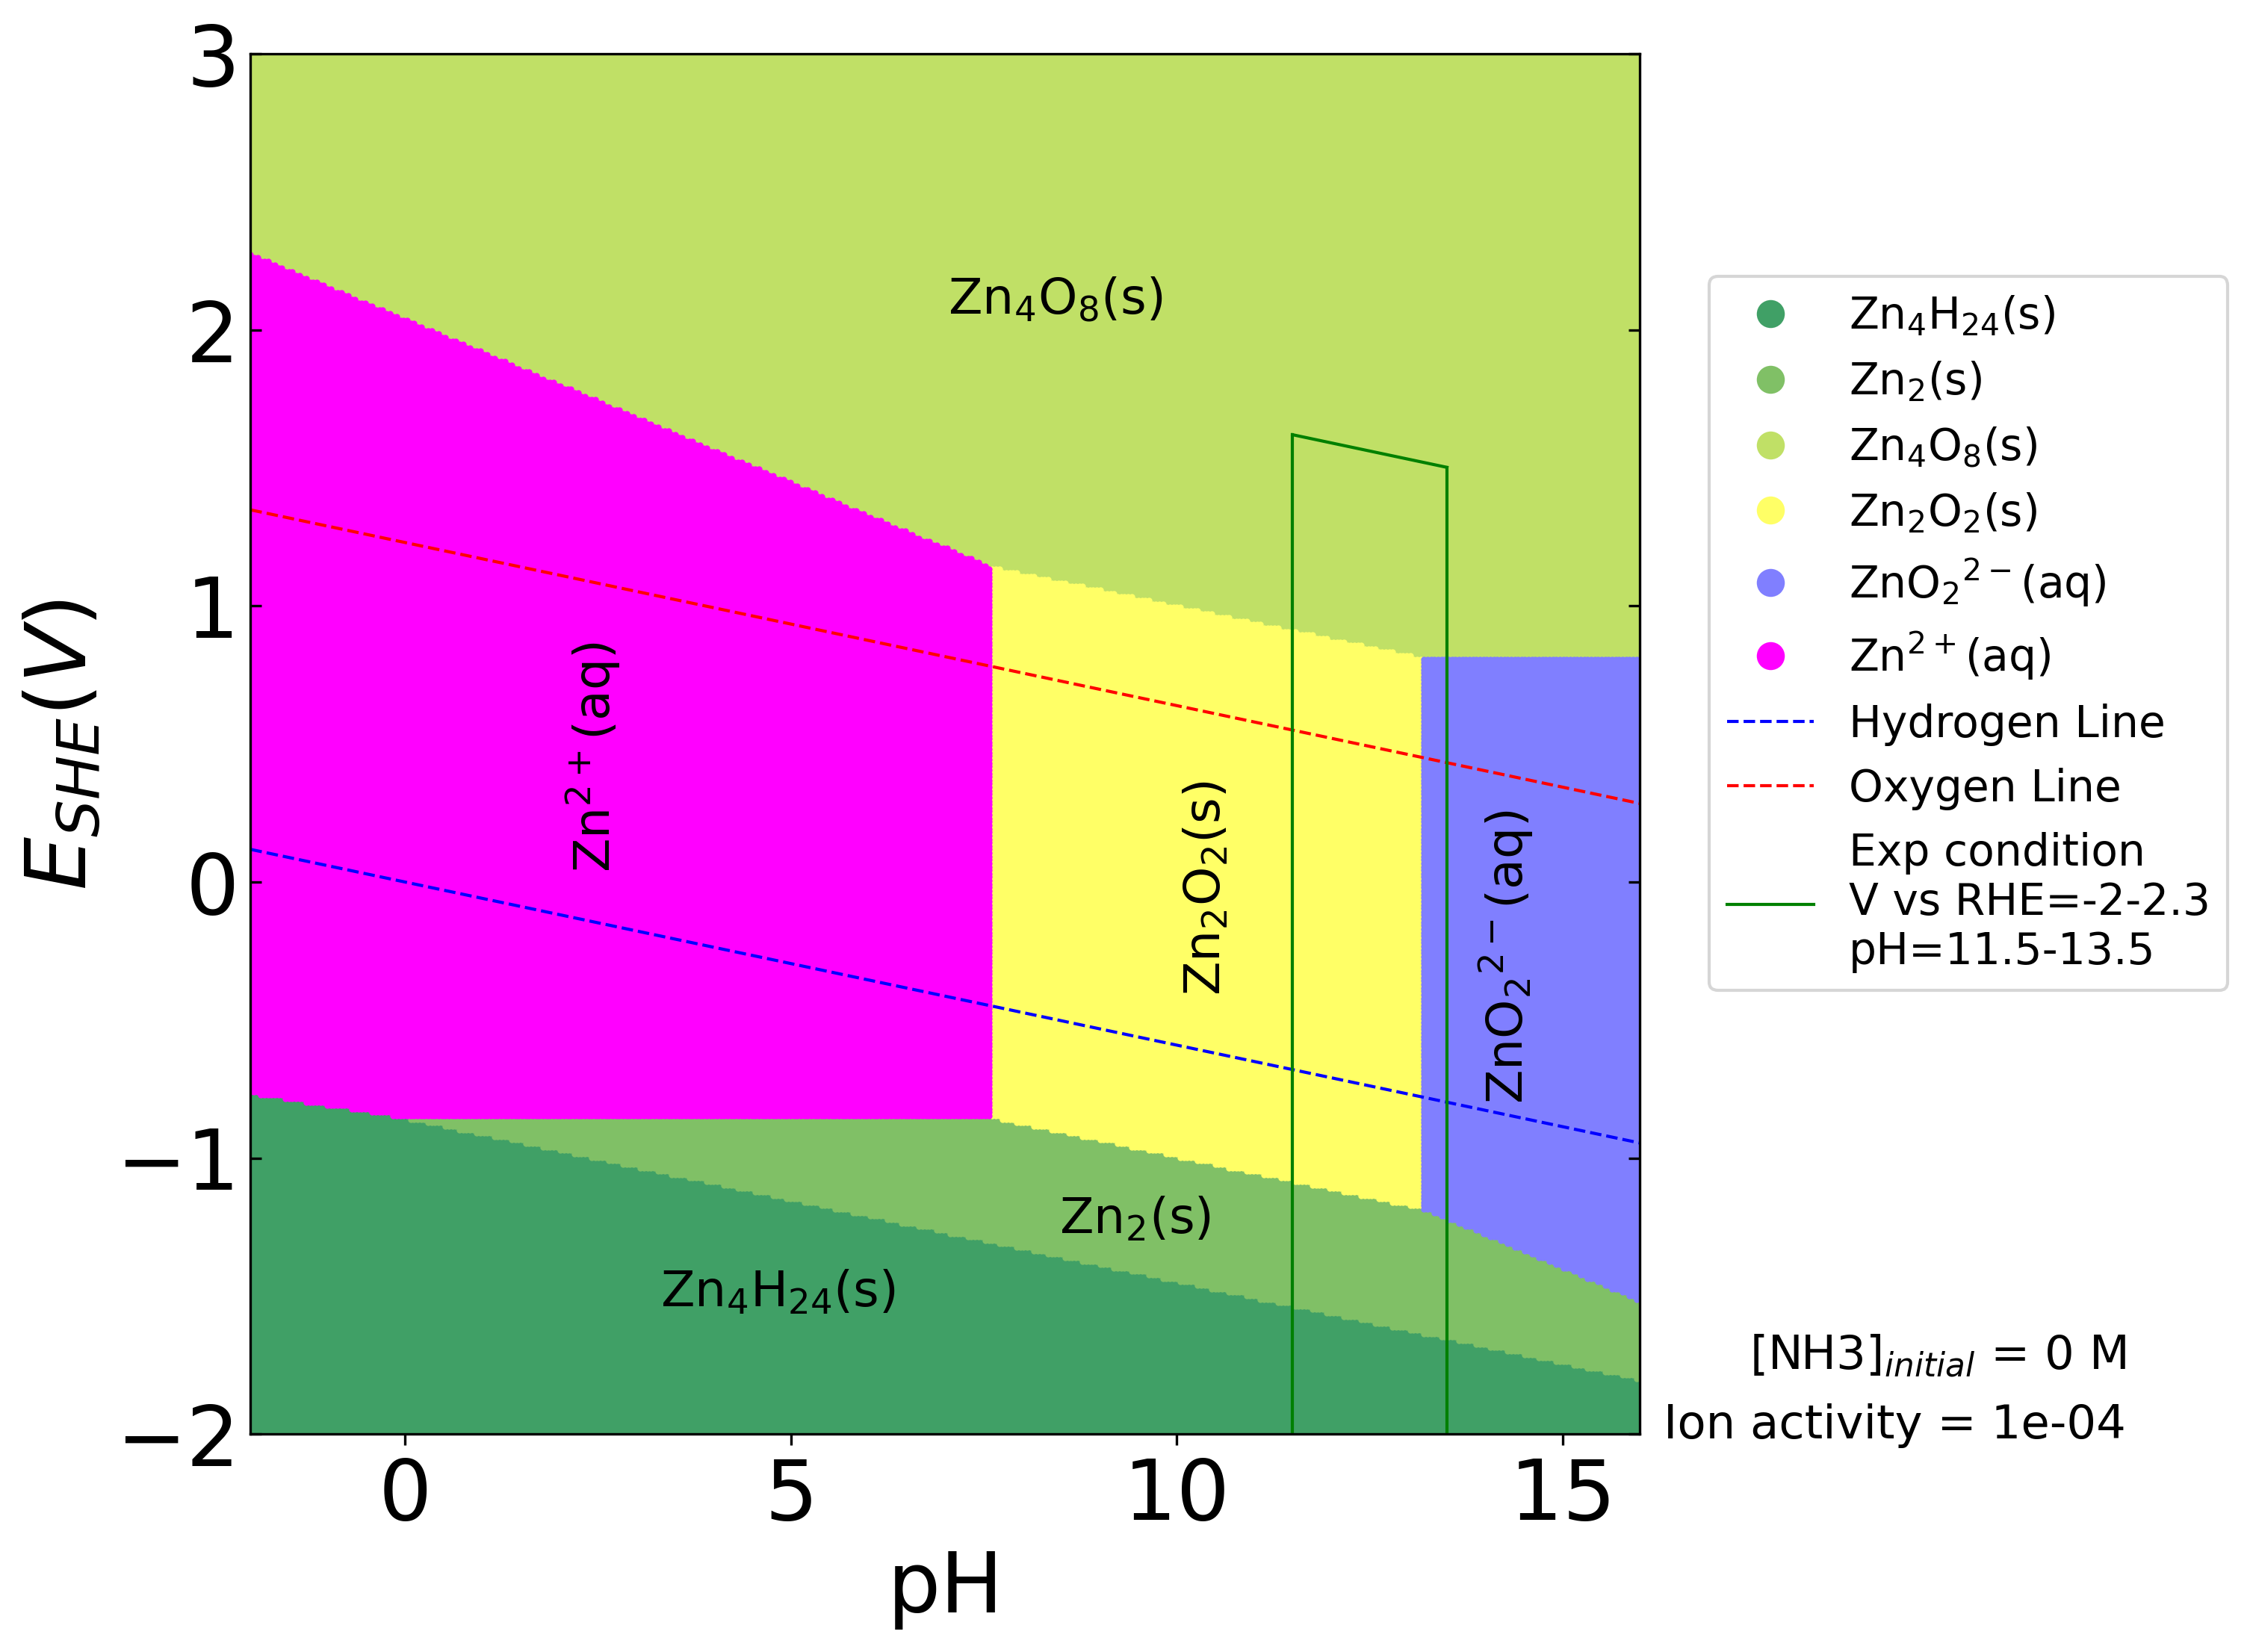 3
2
1
0
−1
−2
E_SHE(V)
0
5
10
15
pH
Zn₄O₈(s)
Zn²⁺(aq)
Zn₂O₂(s)
ZnO₂²⁻(aq)
Zn₂(s)
Zn₄H₂₄(s)
Zn₄H₂₄(s)
Zn₂(s)
Zn₄O₈(s)
Zn₂O₂(s)
ZnO₂²⁻(aq)
Zn²⁺(aq)
Hydrogen Line
Oxygen Line
Exp condition
V vs RHE=-2-2.3
pH=11.5-13.5
[NH3]_initial = 0 M
Ion activity = 1e-04